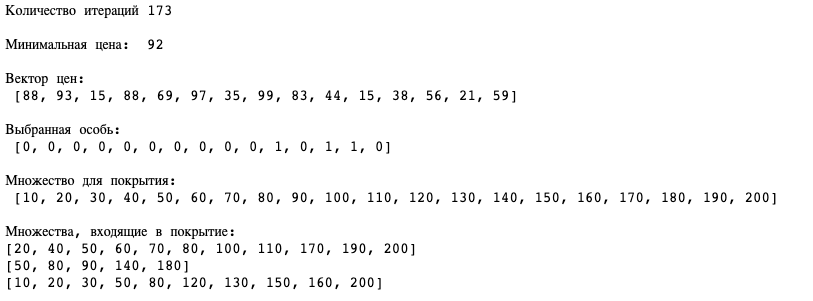 Количество итераций 173
Минимальная цена: 92
Вектор цен:
[88, 93, 15, 88, 69, 97, 35, 99, 83, 44, 15, 38, 56, 21, 59]
Выбранная особь:
[0, 0, 0, 0, 0, 0, 0, 0, 0, 0, 1, 0, 1, 1, 0]
Множество для покрытия:
[10, 20, 30, 40, 50, 60, 70, 80, 90, 100, 110, 120, 130, 140, 150, 160, 170, 180, 190, 200]
Множества, входящие в покрытие:
[20, 40, 50, 60, 70, 80, 100, 110, 170, 190, 200]
[50, 80, 90, 140, 180]
[10, 20, 30, 50, 80, 120, 130, 150, 160, 200]